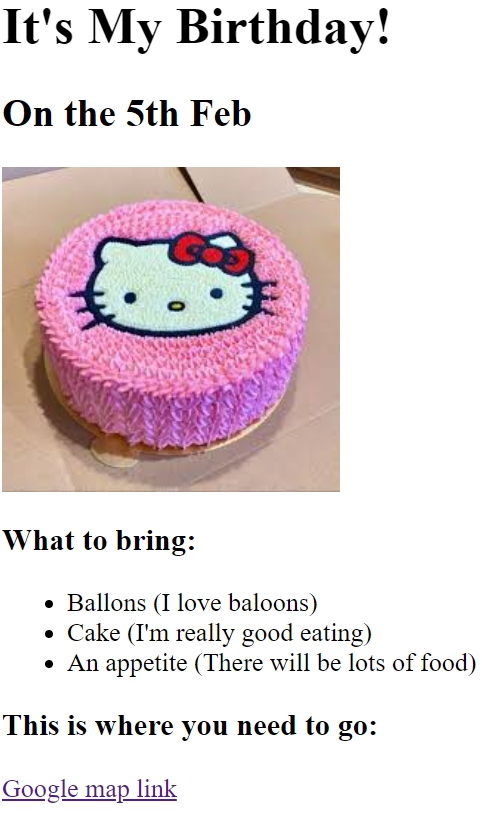 It's My Birthday!
On the 5th Feb
What to bring:
Ballons (I love baloons)
Cake (I'm really good eating)
An appetite (There will be lots of food)
This is where you need to go:
Google map link